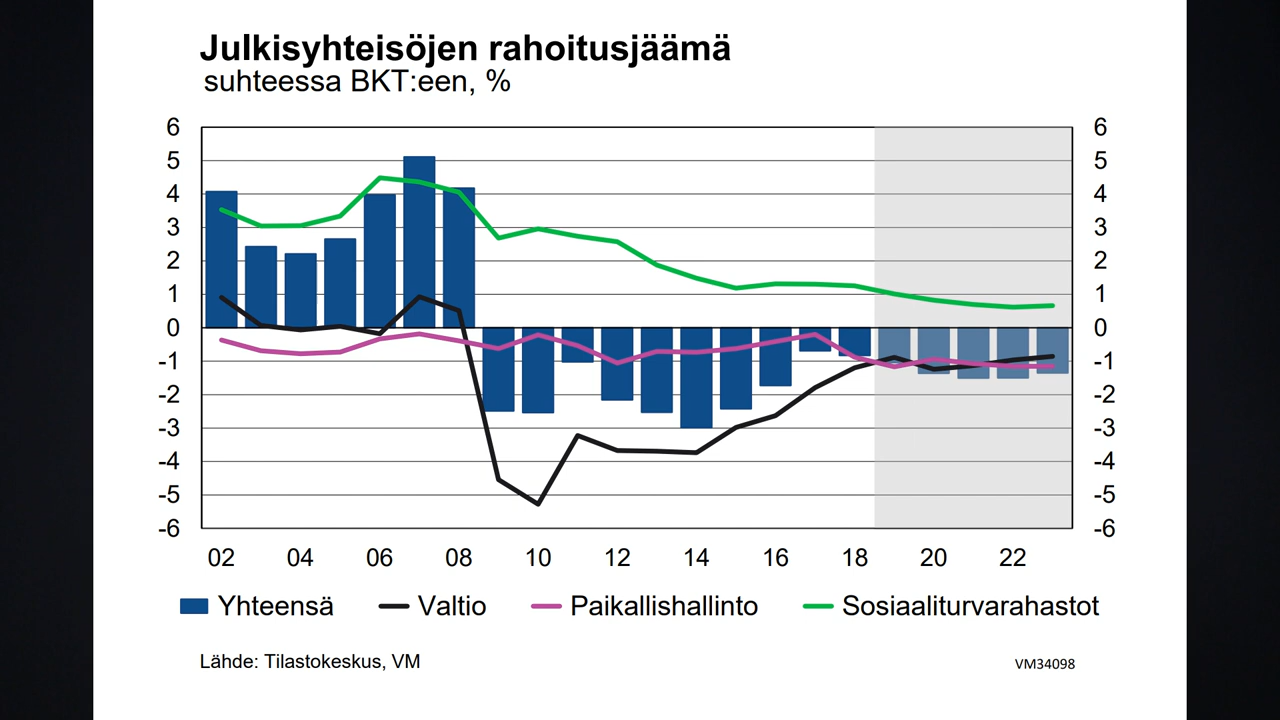 Julkisyhteisöjen rahoitusjäämä
suhteessa BKT:een, %
6 6
5 5
4 4
3 3
2 2
1 1
0 0
-1 -1
-2 -2
-3 -3
-4 -4
-5 -5
-6 -6
02 04 06 08 10 12 14 16 18 20 22
Yhteensä Valtio Paikallishallinto Sosiaaliturvarahastot
Lähde: Tilastokeskus, VM VM34098